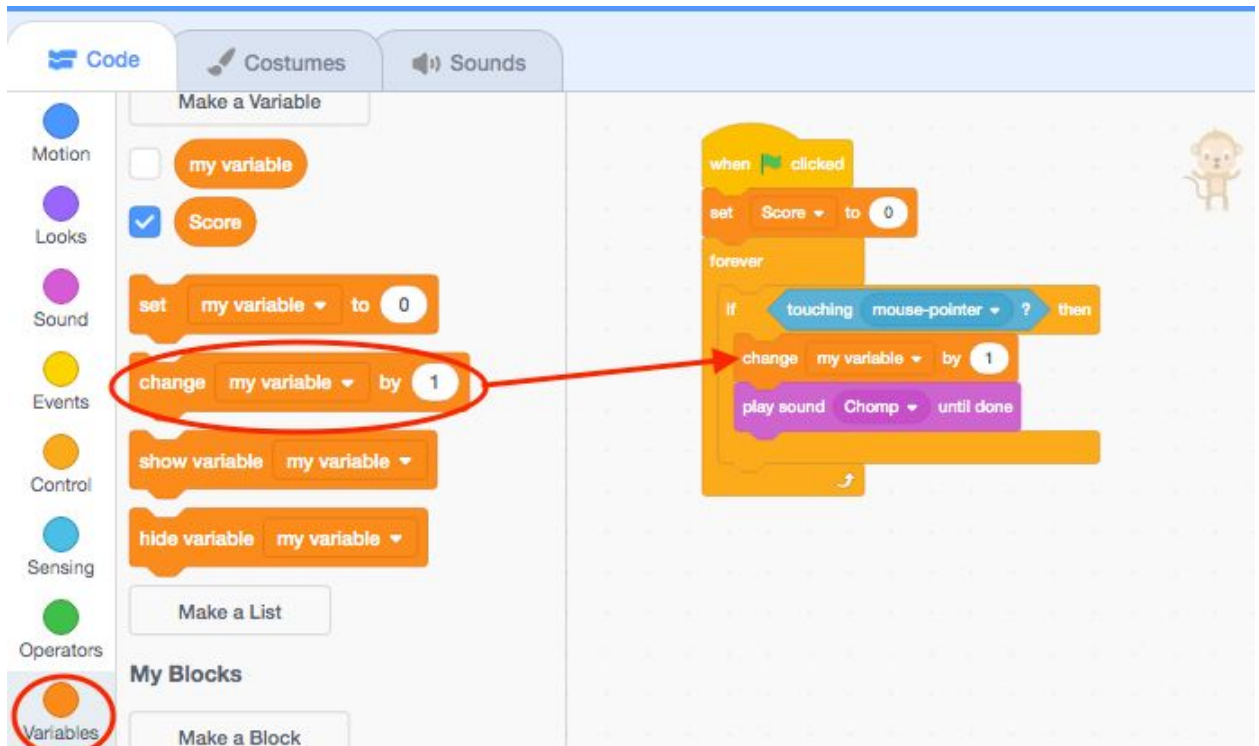 Code Costumes Sounds
Motion
Looks
Sound
Events
Control
Sensing
Operators
Variables
Make a Variable
my variable
Score
set my variable to 0
change my variable by 1
show variable my variable
hide variable my variable
Make a List
My Blocks
Make a Block
when clicked
set Score to 0
forever
if touching mouse-pointer ? then
change my variable by 1
play sound Chomp until done